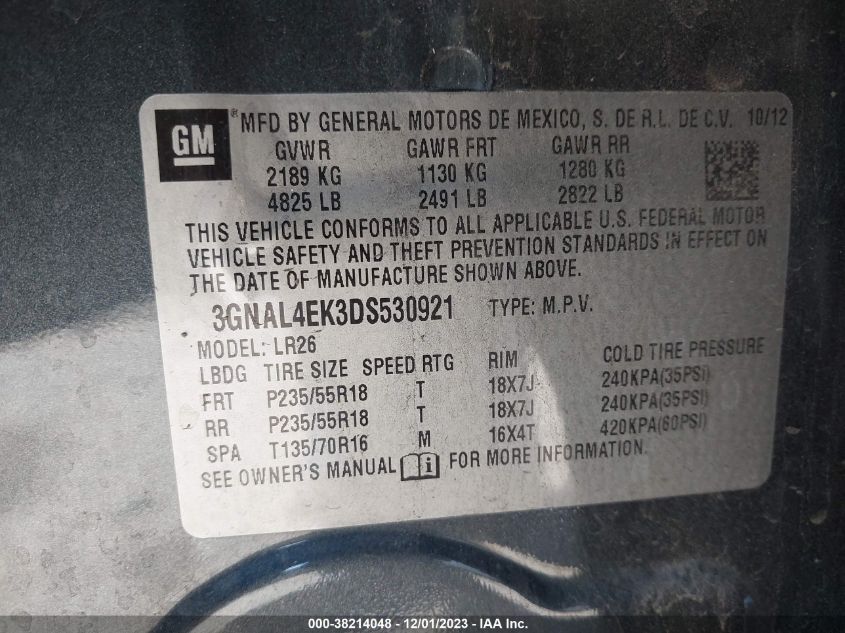 GM ® MFD BY GENERAL MOTORS DE MEXICO, S. DE R.L. DE C.V. 10/12
GVWR GAWR FRT GAWR RR
2189 KG 1130 KG 1280 KG
4825 LB 2491 LB 2822 LB
THIS VEHICLE CONFORMS TO ALL APPLICABLE U.S. FEDERAL MOTOR
VEHICLE SAFETY AND THEFT PREVENTION STANDARDS IN EFFECT ON
THE DATE OF MANUFACTURE SHOWN ABOVE.
3GNAL4EK3DS530921 TYPE: M.P.V.
MODEL: LR26
LBDG TIRE SIZE SPEED RTG RIM COLD TIRE PRESSURE
FRT P235/55R18 T 18X7J 240KPA(35PSI)
RR P235/55R18 T 18X7J 240KPA(35PSI)
SPA T135/70R16 M 16X4T 420KPA(60PSI)
SEE OWNER'S MANUAL i FOR MORE INFORMATION.
000-38214048 - 12/01/2023 - IAA Inc.